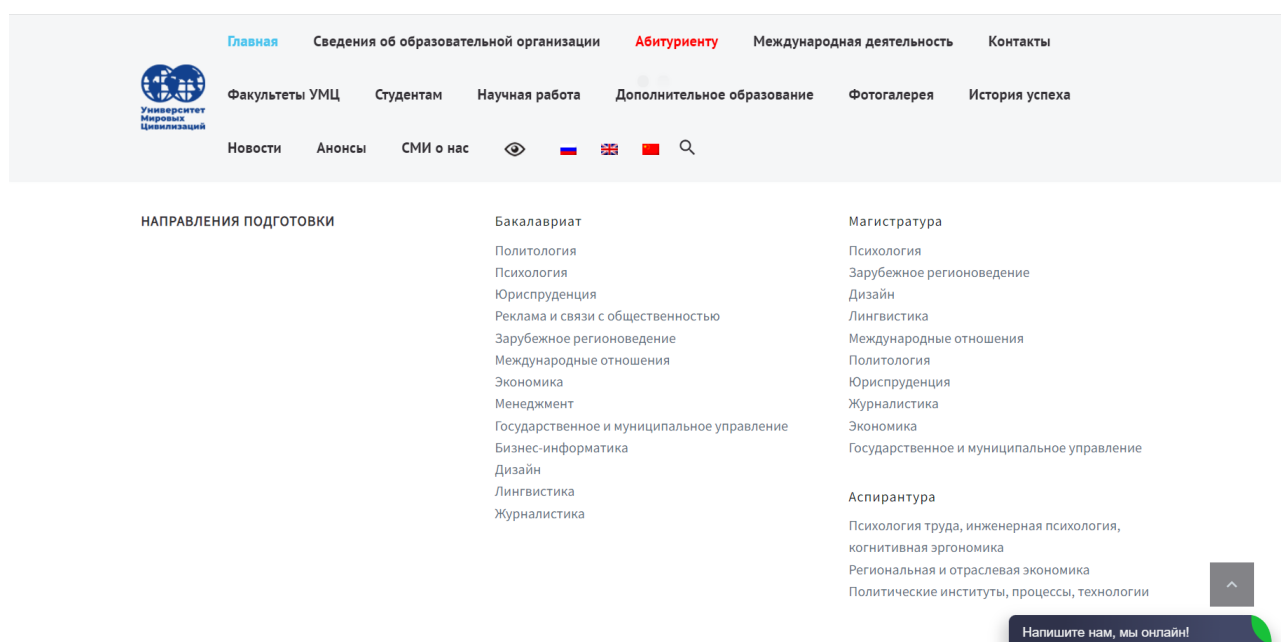 Главная Сведения об образовательной организации Абитуриенту Международная деятельность Контакты
Университет
Мировых
Цивилизаций
Факультеты УМЦ Студентам Научная работа Дополнительное образование Фотогалерея История успеха
Новости Анонсы СМИ о нас
НАПРАВЛЕНИЯ ПОДГОТОВКИ
Бакалавриат
Политология
Психология
Юриспруденция
Реклама и связи с общественностью
Зарубежное регионоведение
Международные отношения
Экономика
Менеджмент
Государственное и муниципальное управление
Бизнес-информатика
Дизайн
Лингвистика
Журналистика
Магистратура
Психология
Зарубежное регионоведение
Дизайн
Лингвистика
Международные отношения
Политология
Юриспруденция
Журналистика
Экономика
Государственное и муниципальное управление
Аспирантура
Психология труда, инженерная психология,
когнитивная эргономика
Региональная и отраслевая экономика
Политические институты, процессы, технологии
Напишите нам, мы онлайн!